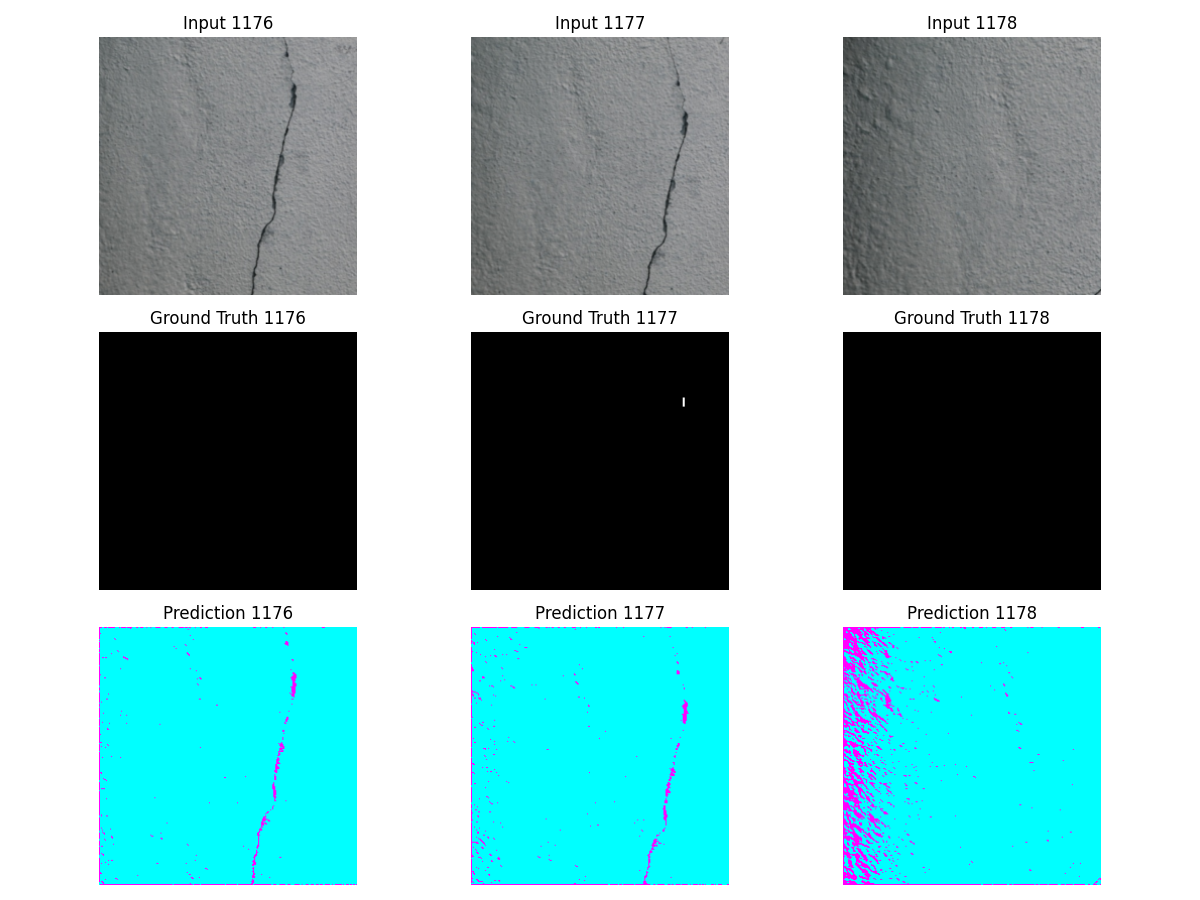 Input 1176
Input 1177
Input 1178
Ground Truth 1176
Ground Truth 1177
Ground Truth 1178
Prediction 1176
Prediction 1177
Prediction 1178